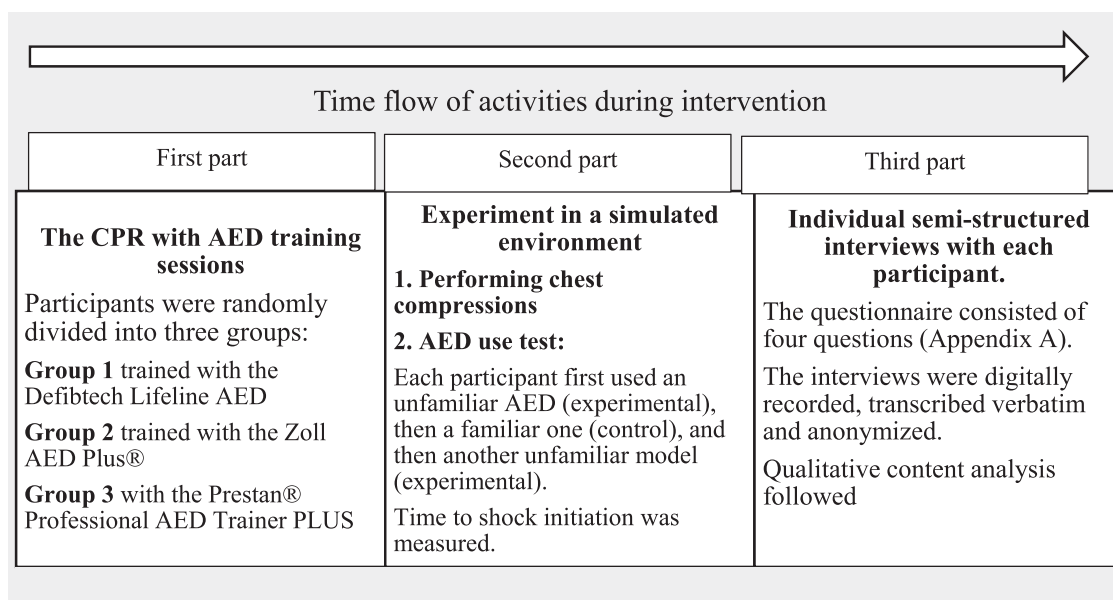 Time flow of activities during intervention
First part
The CPR with AED training
sessions
Participants were randomly
divided into three groups:
Group 1 trained with the
Defibtech Lifeline AED
Group 2 trained with the Zoll
AED Plus®
Group 3 with the Prestan®
Professional AED Trainer PLUS
Second part
Experiment in a simulated
environment
1. Performing chest
compressions
2. AED use test:
Each participant first used an
unfamiliar AED (experimental),
then a familiar one (control), and
then another unfamiliar model
(experimental).
Time to shock initiation was
measured.
Third part
Individual semi-structured
interviews with each
participant.
The questionnaire consisted of
four questions (Appendix A).
The interviews were digitally
recorded, transcribed verbatim
and anonymized.
Qualitative content analysis
followed